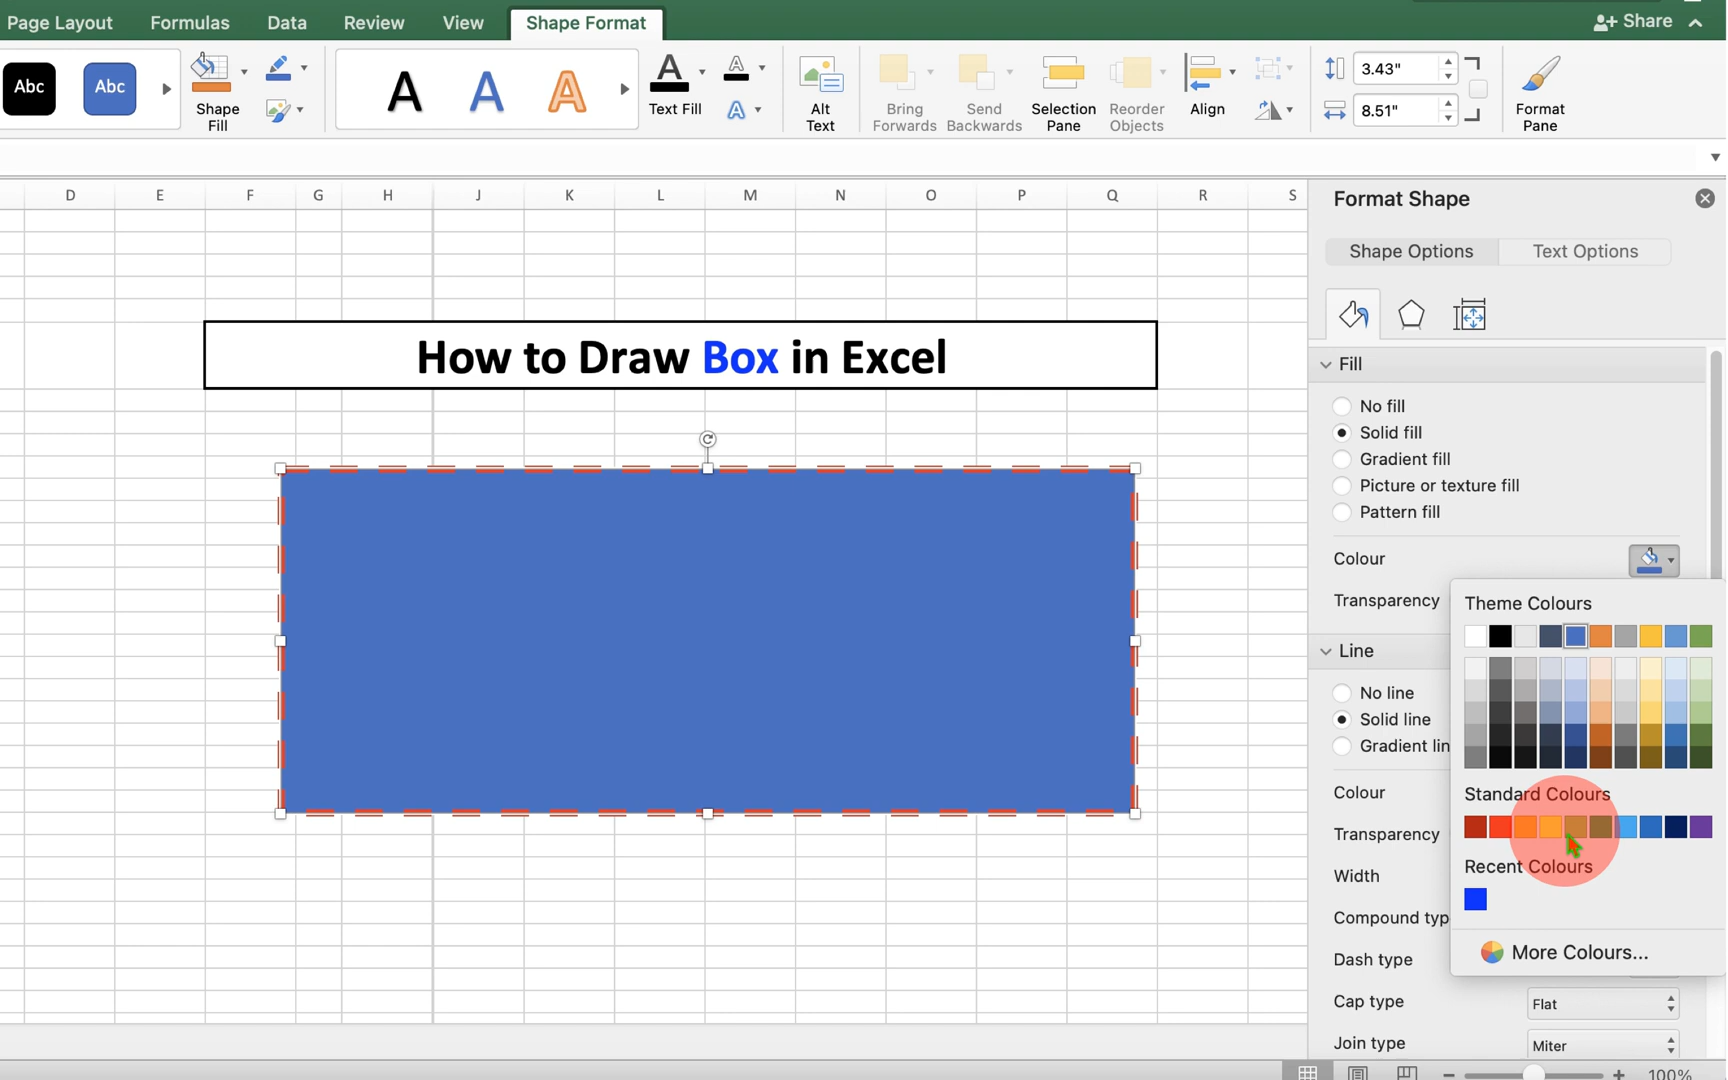 Page Layout Formulas Data Review View Shape Format Share
Abc Abc
Shape Fill
A A A
A Text Fill
A
A
Alt Text
Bring Forwards
Send Backwards
Selection Pane
Reorder Objects
Align
3.43"
8.51"
Format Pane
D E F G H J K L M N O P Q R S
How to Draw Box in Excel
Format Shape
Shape Options Text Options
Fill
No fill
Solid fill
Gradient fill
Picture or texture fill
Pattern fill
Colour
Transparency
Theme Colours
Line
No line
Solid line
Gradient lin
Colour
Standard Colours
Transparency
Recent Colours
Width
Compound typ
More Colours...
Dash type
Cap type Flat
Join type Miter
100%